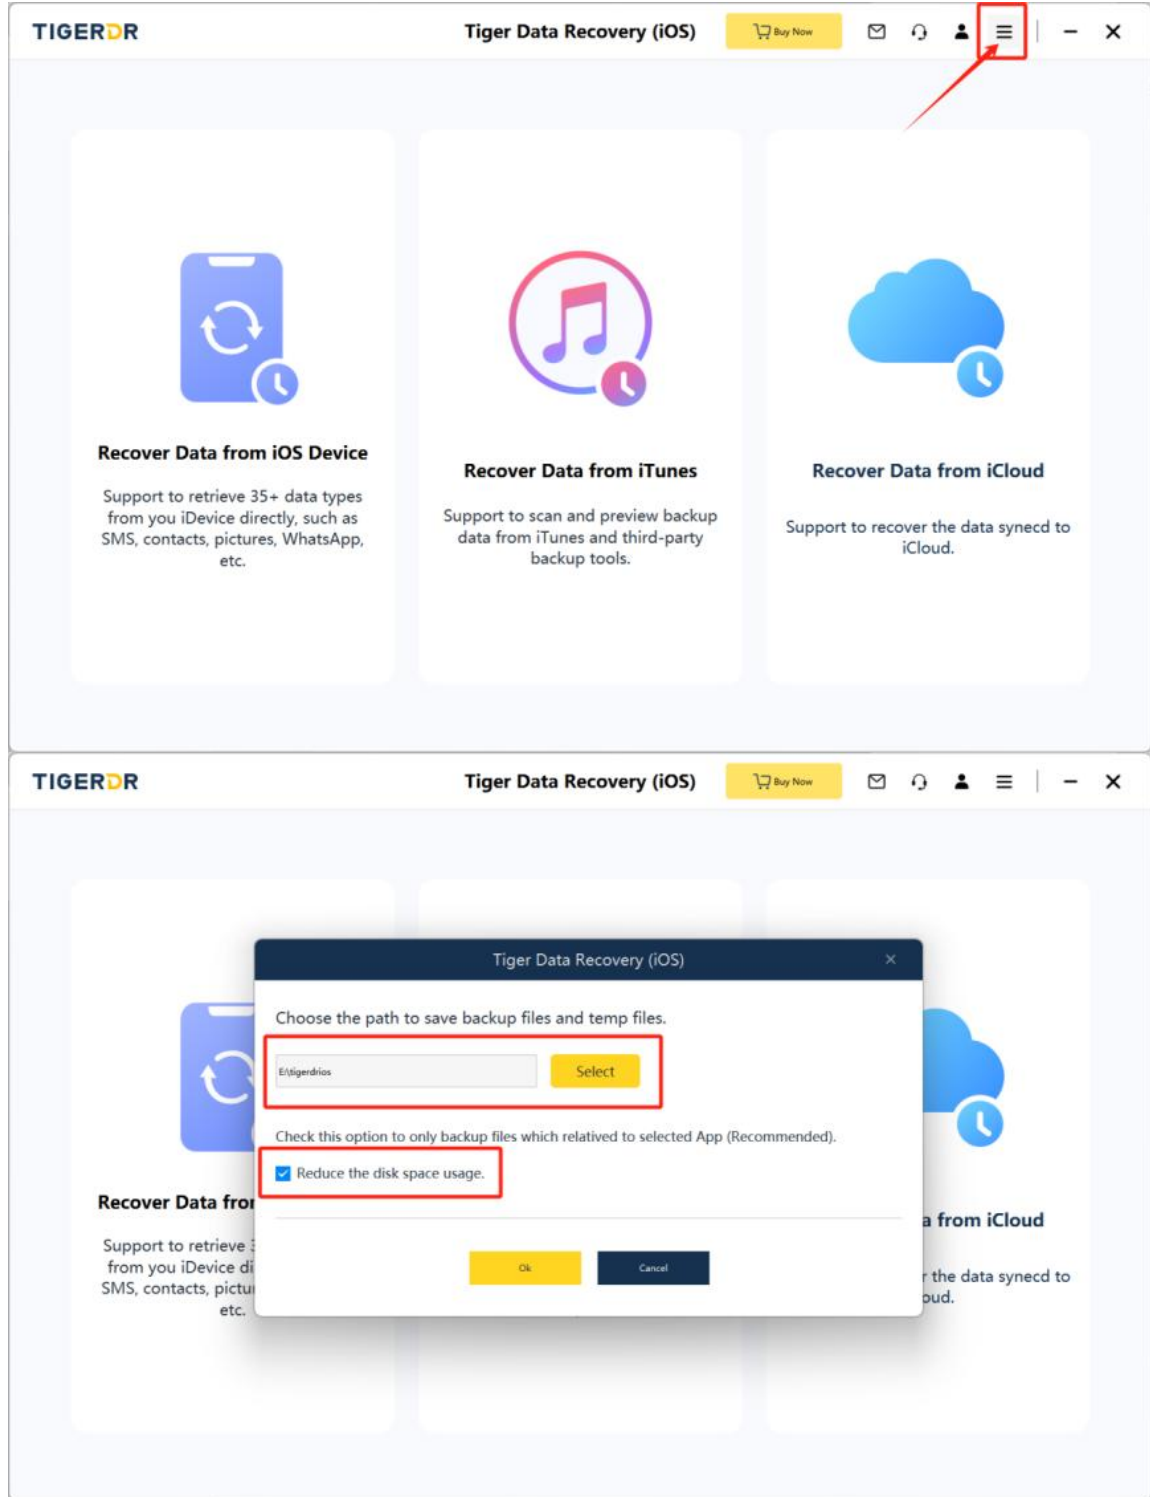 TIGERDR
Tiger Data Recovery (iOS)
Buy Now
Recover Data from iOS Device
Support to retrieve 35+ data types
from you iDevice directly, such as
SMS, contacts, pictures, WhatsApp,
etc.
Recover Data from iTunes
Support to scan and preview backup
data from iTunes and third-party
backup tools.
Recover Data from iCloud
Support to recover the data synecd to
iCloud.
TIGERDR
Tiger Data Recovery (iOS)
Buy Now
Tiger Data Recovery (iOS)
Choose the path to save backup files and temp files.
E:\tigerdrios
Select
Check this option to only backup files which relatived to selected App (Recommended).
Reduce the disk space usage.
Ok
Cancel
Recover Data fro
Support to retrieve
from you iDevice di
SMS, contacts, pictu
etc.
from iCloud
the data synecd to
oud.